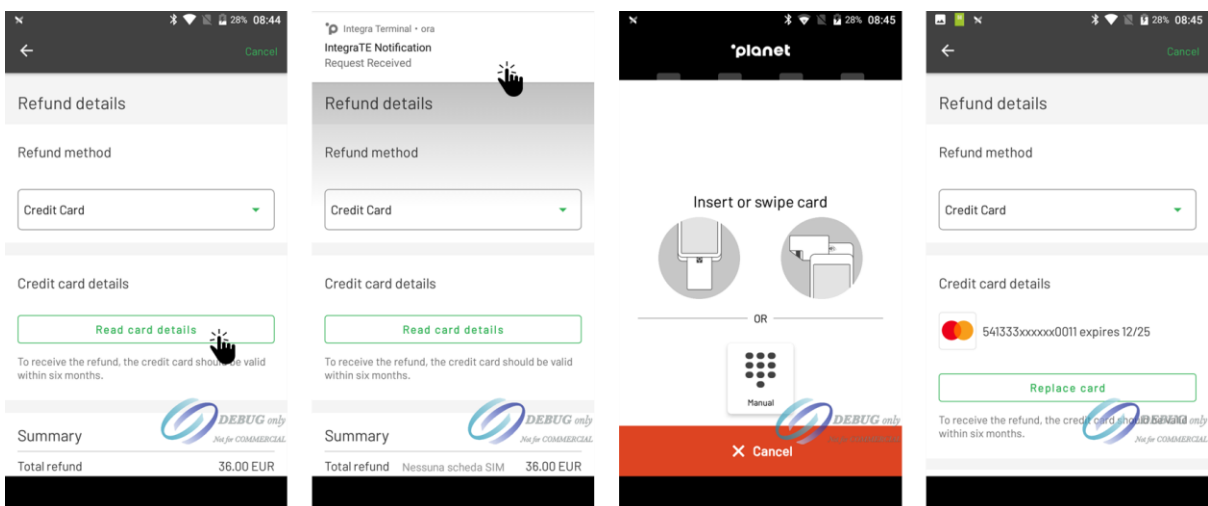 28% 08:44
Cancel
Refund details
Refund method
Credit Card
Credit card details
Read card details
To receive the refund, the credit card should be valid
within six months.
DEBUG only
Not for COMMERCIAL
Summary
Total refund 36.00 EUR
Integra Terminal • ora
IntegraTE Notification
Request Received
Refund details
Refund method
Credit Card
Credit card details
Read card details
To receive the refund, the credit card should be valid
within six months.
DEBUG only
Not for COMMERCIAL
Summary
Total refund Nessuna scheda SIM 36.00 EUR
28% 08:45
planet
Insert or swipe card
OR
Manual
DEBUG only
Not for COMMERCIAL
Cancel
28% 08:45
Cancel
Refund details
Refund method
Credit Card
Credit card details
541333xxxxxx0011 expires 12/25
Replace card
To receive the refund, the credit card should be valid
within six months.
DEBUG only
Not for COMMERCIAL